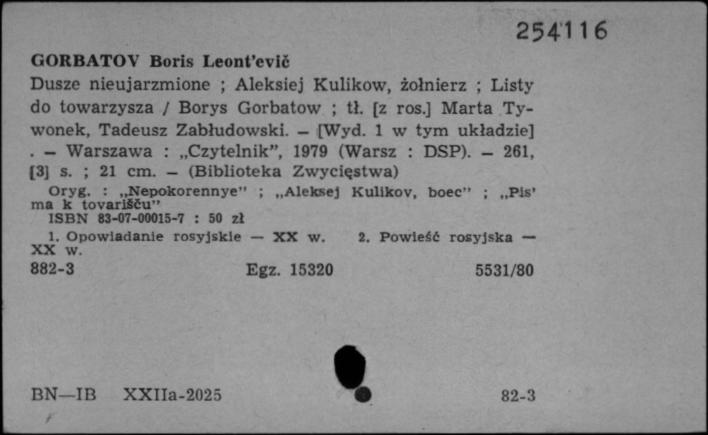 254116
GORBATOV Boris Leont'evič
Dusze nieujarzmione ; Aleksiej Kulikow, żołnierz ; Listy
do towarzysza / Borys Gorbatow ; tł. [z ros.] Marta Ty-
wonek, Tadeusz Zabłudowski. — [Wyd. 1 w tym układzie]
. — Warszawa : „Czytelnik”, 1979 (Warsz : DSP). — 261,
[3] s. ; 21 cm. — (Biblioteka Zwycięstwa)
Oryg. : „Nepokorennye” ; „Aleksej Kulikov, boec” ; „Pis'
ma k tovariŝču”
ISBN 83-07-00015-7 : 50 zł
1. Opowiadanie rosyjskie — XX w. 2. Powieść rosyjska —
XX w.
882-3 Egz. 15320 5531/80
BN—IB XXIIa-2025 82-3